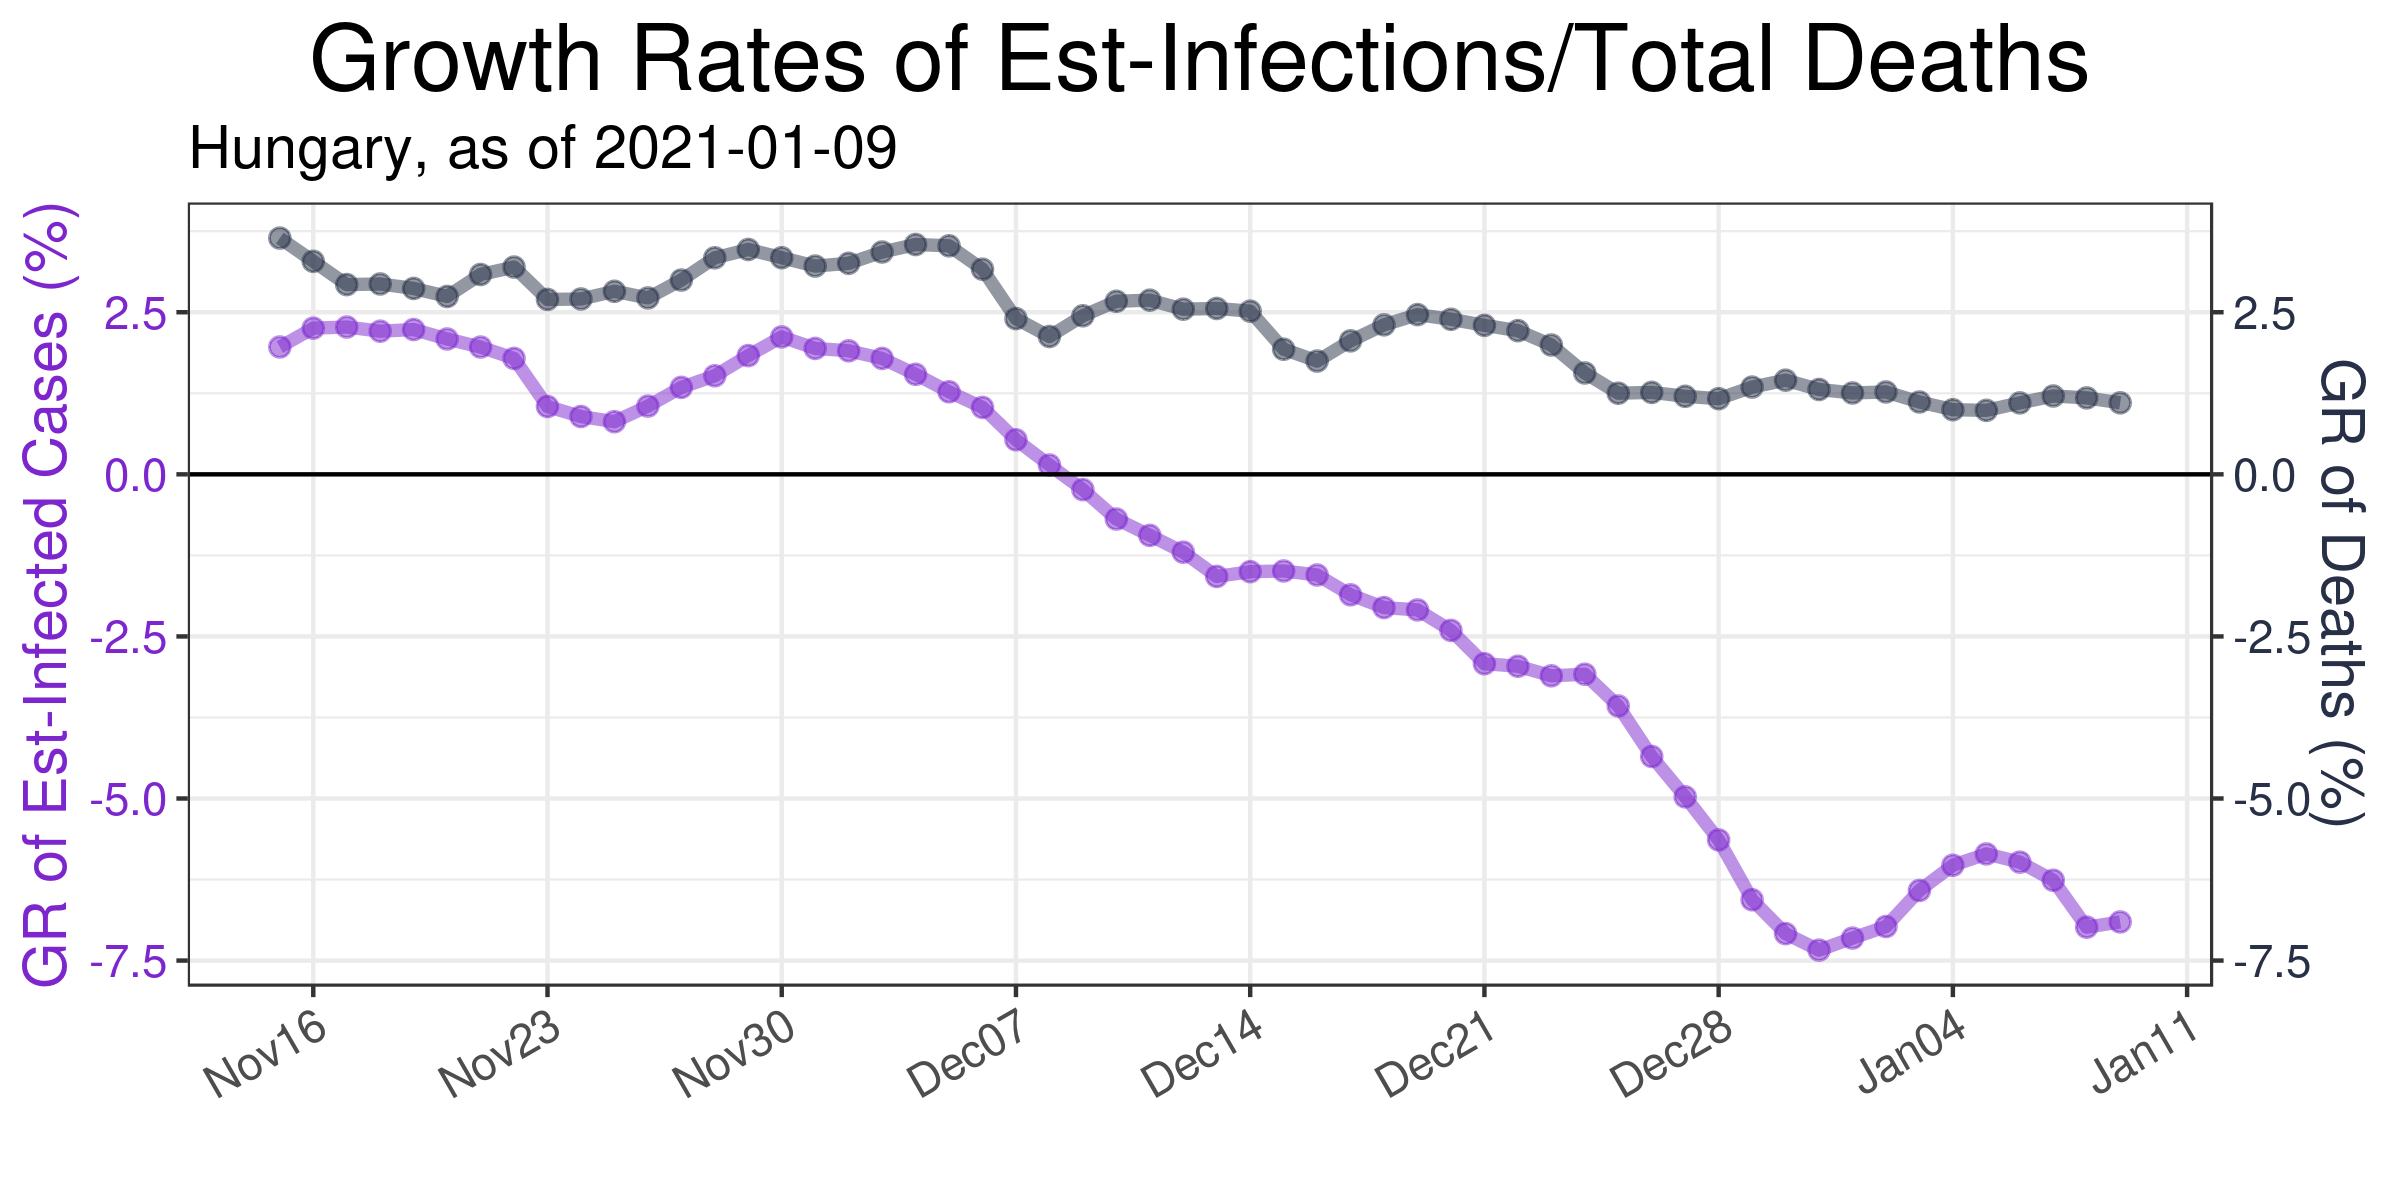 Growth Rates of Est-Infections/Total Deaths
Hungary, as of 2021-01-09
GR of Est-Infected Cases (%)
2.5
0.0
-2.5
-5.0
-7.5
2.5
0.0
-2.5
-5.0
-7.5
GR of Deaths (%)
Nov16
Nov23
Nov30
Dec07
Dec14
Dec21
Dec28
Jan04
Jan11